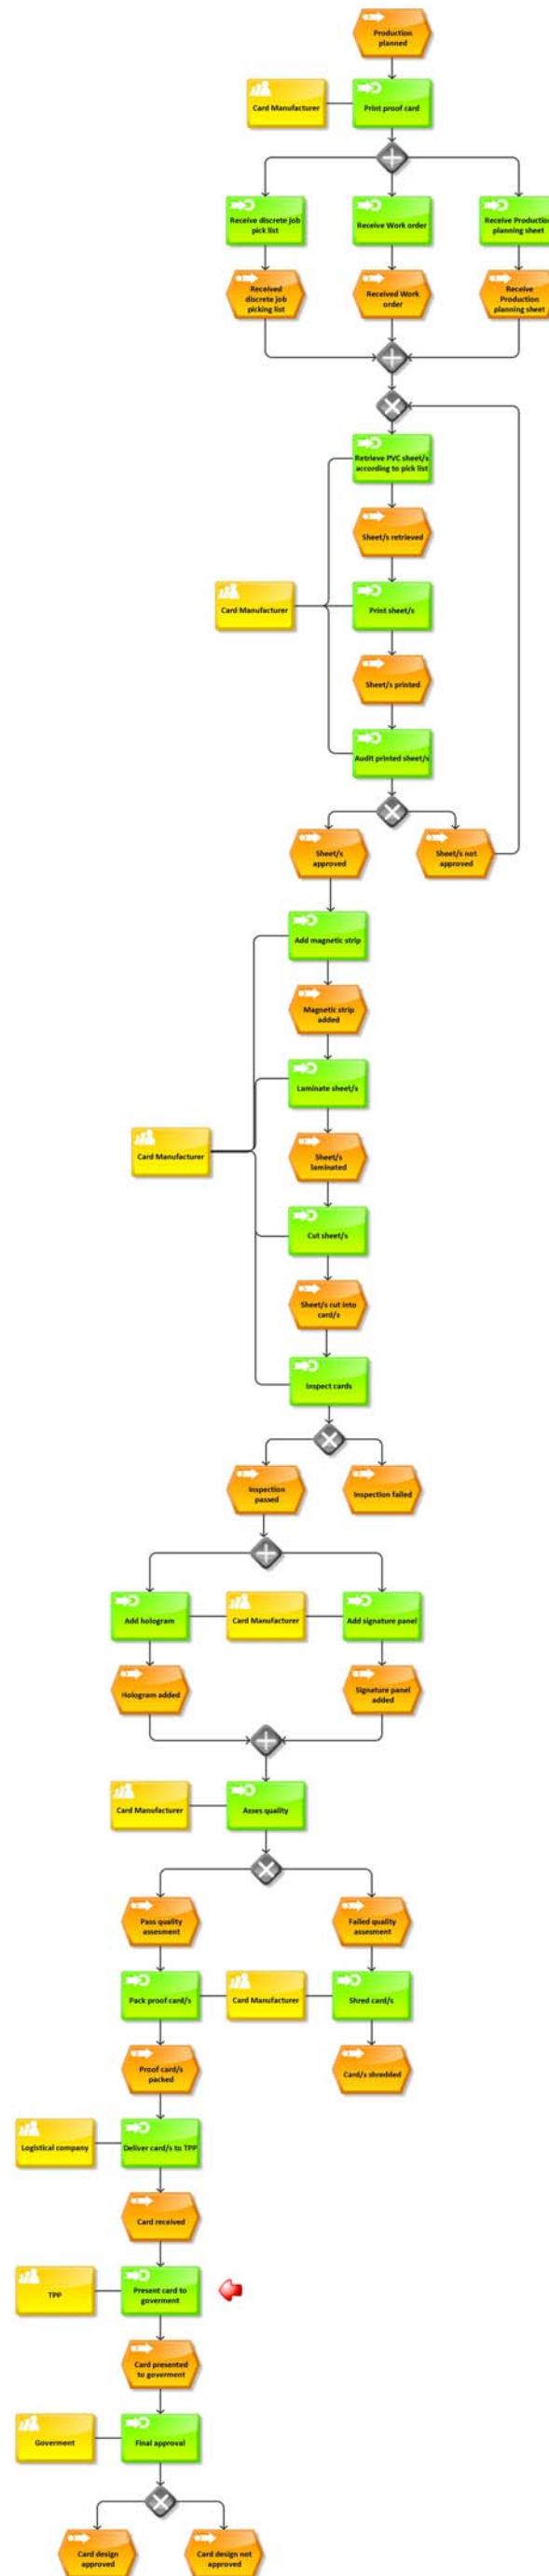 Production
planned
Card Manufacturer
Print proof card
Receive discrete job
pick list
Receive Work order
Receive Production
planning sheet
Received
discrete job
picking list
Received Work
order
Receive
Production
planning sheet
Retrieve PVC sheet/s
according to pick list
Sheet/s retrieved
Card Manufacturer
Print sheet/s
Sheet/s printed
Audit printed sheet/s
Sheet/s
approved
Sheet/s not
approved
Add magnetic strip
Magnetic strip
added
Laminate sheet/s
Card Manufacturer
Sheet/s
laminated
Cut sheet/s
Sheet/s cut into
card/s
Inspect cards
Inspection
passed
Inspection failed
Add hologram
Card Manufacturer
Add signature panel
Hologram added
Signature panel
added
Card Manufacturer
Asses quality
Pass quality
assesment
Failed quality
assesment
Pack proof card/s
Card Manufacturer
Shred card/s
Proof card/s
packed
Card/s shredded
Logistical company
Deliver card/s to TPP
Card received
TPP
Present card to
goverment
Card presented
to goverment
Goverment
Final approval
Card design
approved
Card design not
approved